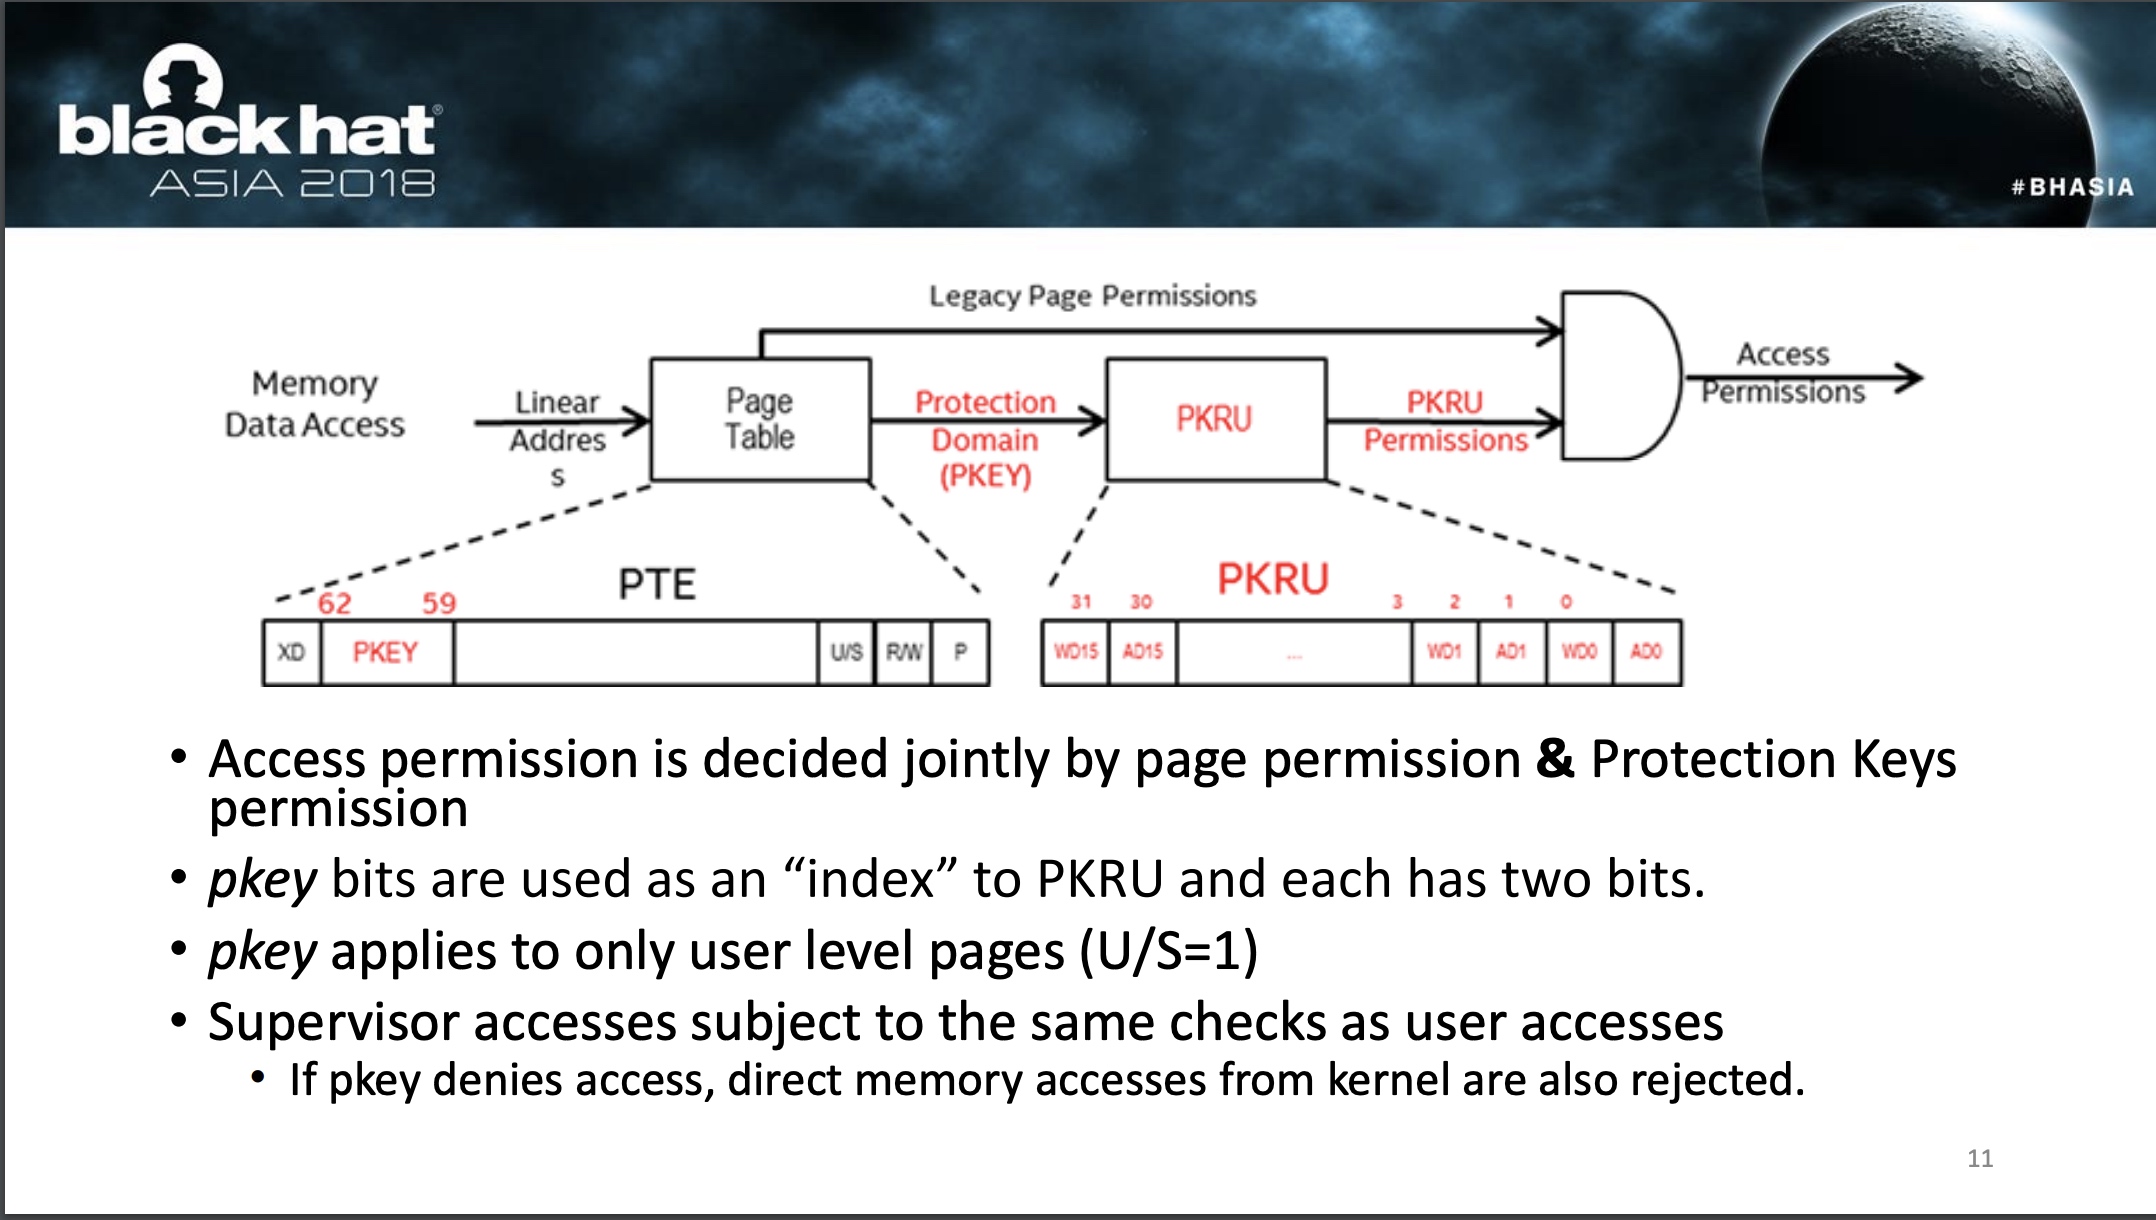 black hat®
ASIA 2018
#BHASIA
Legacy Page Permissions
Memory
Data Access
Linear
Addres
s
Page
Table
Protection
Domain
(PKEY)
PKRU
PKRU
Permissions
Access
Permissions
PTE
62 59
XD PKEY U/S R/W P
PKRU
31 30 3 2 1 0
WD15 AD15 ... WD1 AD1 WD0 AD0
• Access permission is decided jointly by page permission & Protection Keys
permission
• pkey bits are used as an “index” to PKRU and each has two bits.
• pkey applies to only user level pages (U/S=1)
• Supervisor accesses subject to the same checks as user accesses
• If pkey denies access, direct memory accesses from kernel are also rejected.
11